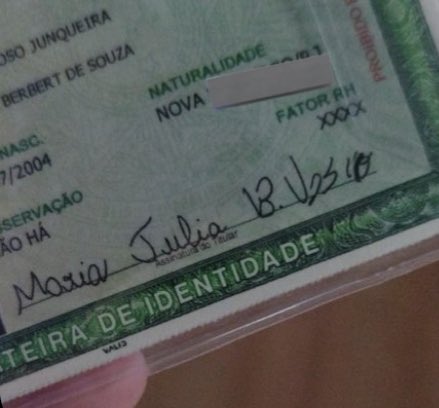 OSO JUNQUEIRA
BERBERT DE SOUZA
NATURALIDADE
NOVA
FATOR RH
XXXX
NASC.
7/2004
SERVAÇÃO
ÃO HÁ
Maria Julia B.
Assinatura do Titular
TEIRA DE IDENTIDADE
PROIBIDO